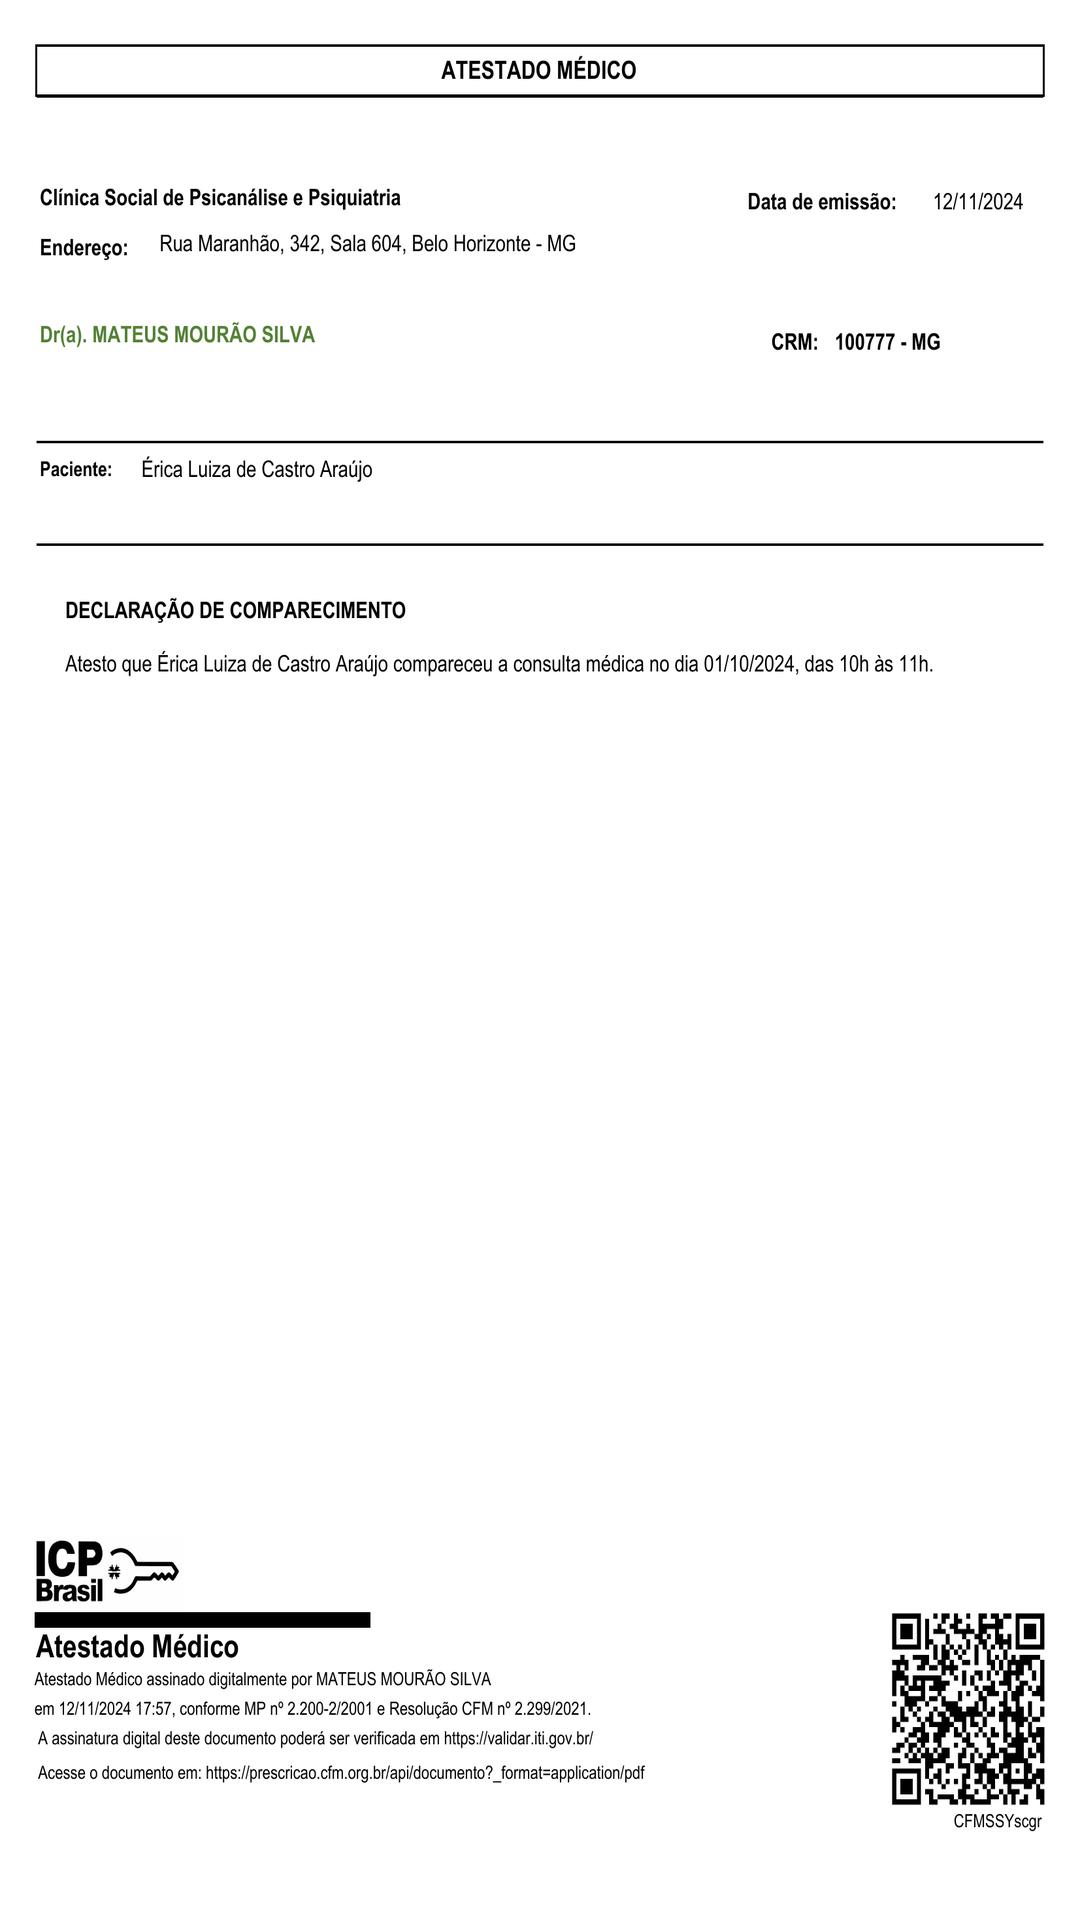 ATESTADO MÉDICO
Clínica Social de Psicanálise e Psiquiatria
Data de emissão: 12/11/2024
Endereço: Rua Maranhão, 342, Sala 604, Belo Horizonte - MG
Dr(a). MATEUS MOURÃO SILVA
CRM: 100777 - MG
Paciente: Érica Luiza de Castro Araújo
DECLARAÇÃO DE COMPARECIMENTO
Atesto que Érica Luiza de Castro Araújo compareceu a consulta médica no dia 01/10/2024, das 10h às 11h.
ICP
Brasil
Atestado Médico
Atestado Médico assinado digitalmente por MATEUS MOURÃO SILVA
em 12/11/2024 17:57, conforme MP nº 2.200-2/2001 e Resolução CFM nº 2.299/2021.
A assinatura digital deste documento poderá ser verificada em https://validar.iti.gov.br/
Acesse o documento em: https://prescricao.cfm.org.br/api/documento?_format=application/pdf
CFMSSYscgr